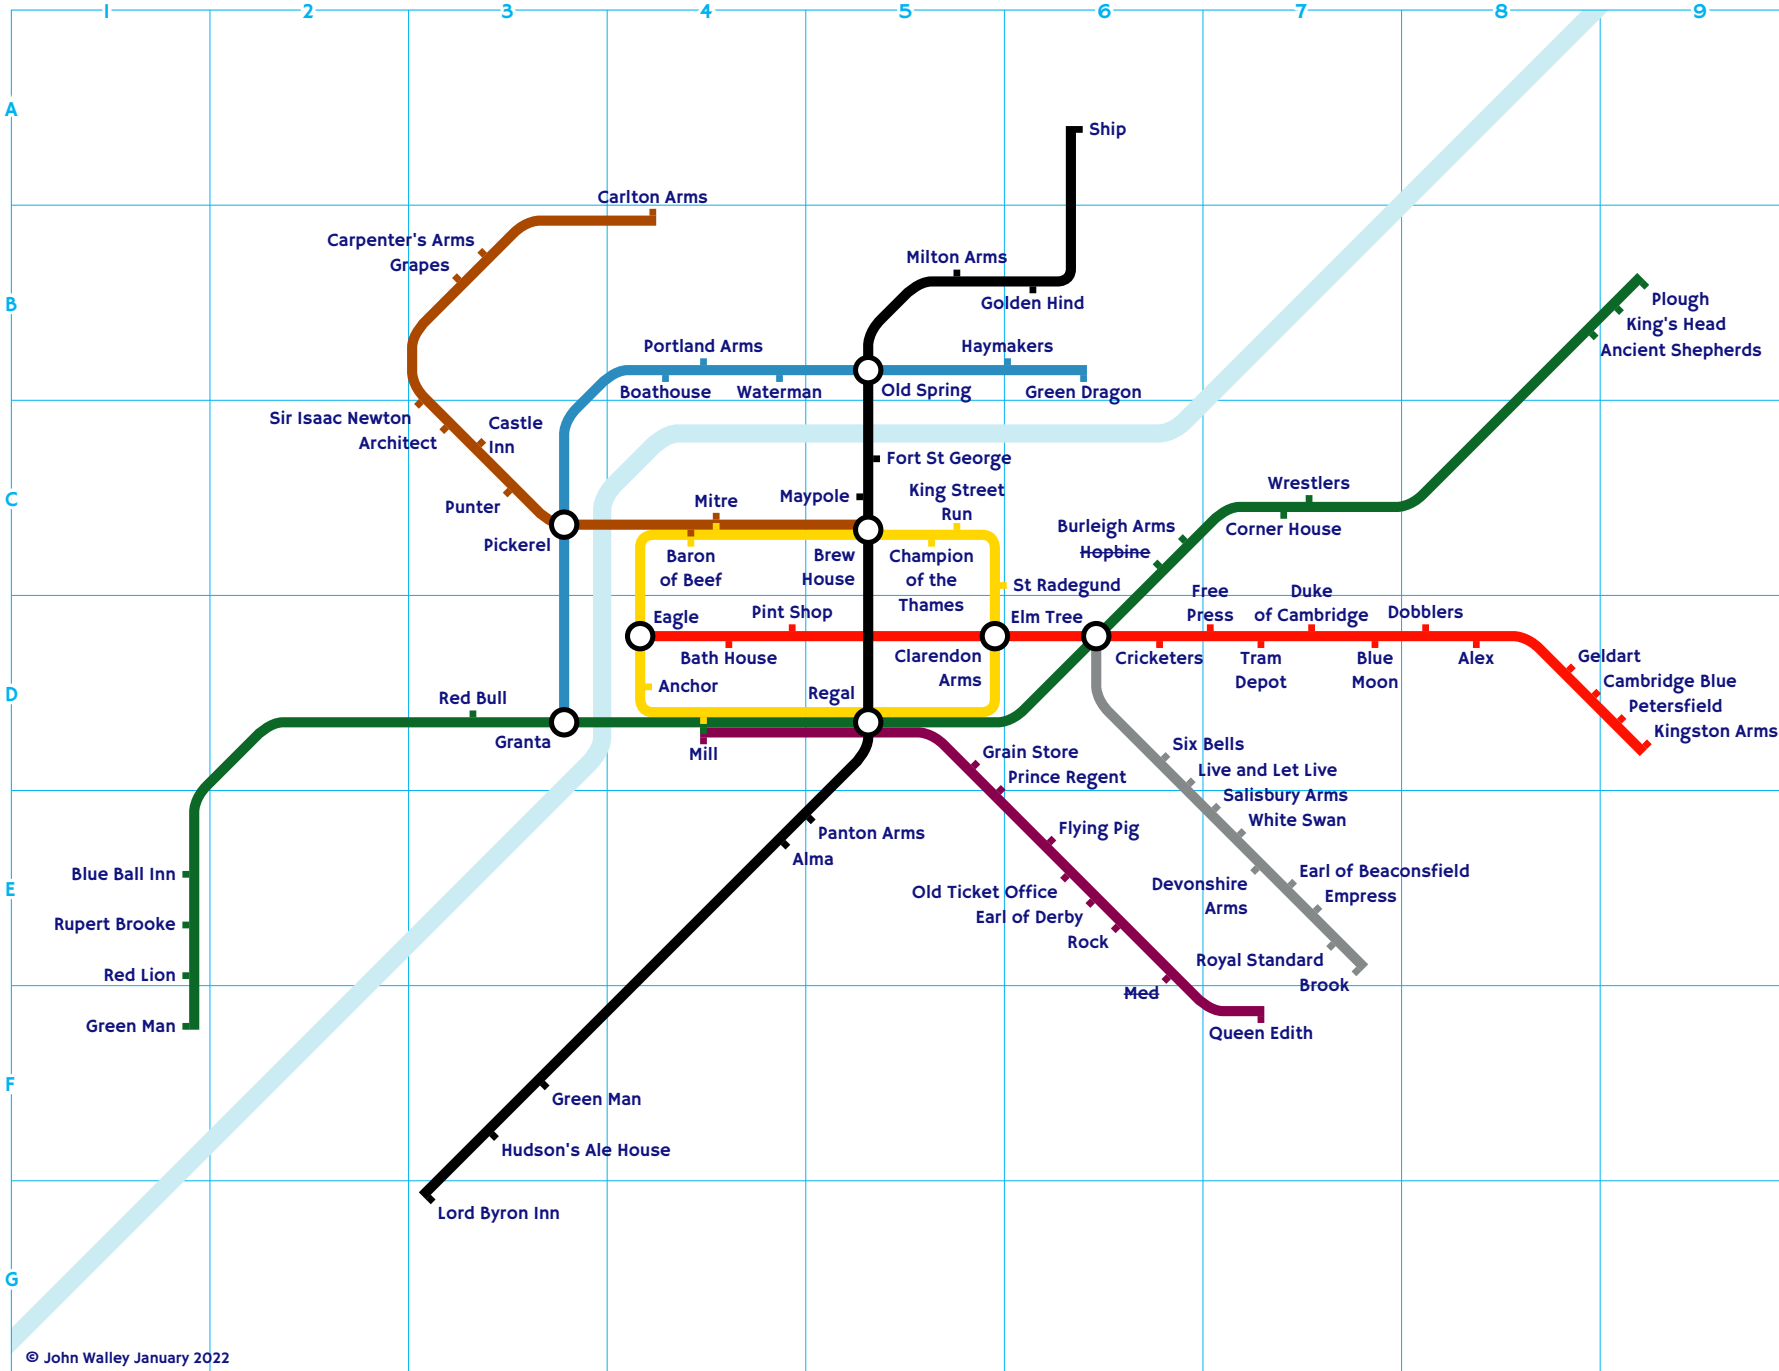 1 2 3 4 5 6 7 8 9
A
Ship
Carlton Arms
Carpenter's Arms
Grapes
Milton Arms
B
Golden Hind
Plough
King's Head
Ancient Shepherds
Portland Arms
Haymakers
Boathouse
Waterman
Old Spring
Green Dragon
Sir Isaac Newton
Architect
Castle
Inn
Fort St George
C
Punter
Mitre
Maypole
King Street
Run
Wrestlers
Corner House
Burleigh Arms
Hopbine
Pickerel
Baron
of Beef
Brew
House
Champion
of the
Thames
St Radegund
Eagle
Pint Shop
Elm Tree
Free
Press
Duke
of Cambridge
Dobblers
Bath House
Clarendon
Arms
Cricketers
Tram
Depot
Blue
Moon
Alex
Geldart
Cambridge Blue
Petersfield
Kingston Arms
D
Anchor
Regal
Red Bull
Granta
Mill
Grain Store
Prince Regent
Six Bells
Live and Let Live
Salisbury Arms
White Swan
Panton Arms
Alma
Flying Pig
E
Blue Ball Inn
Rupert Brooke
Red Lion
Green Man
Old Ticket Office
Earl of Derby
Rock
Med
Queen Edith
Devonshire
Arms
Earl of Beaconsfield
Empress
Royal Standard
Brook
F
Green Man
Hudson's Ale House
Lord Byron Inn
G
© John Walley January 2022